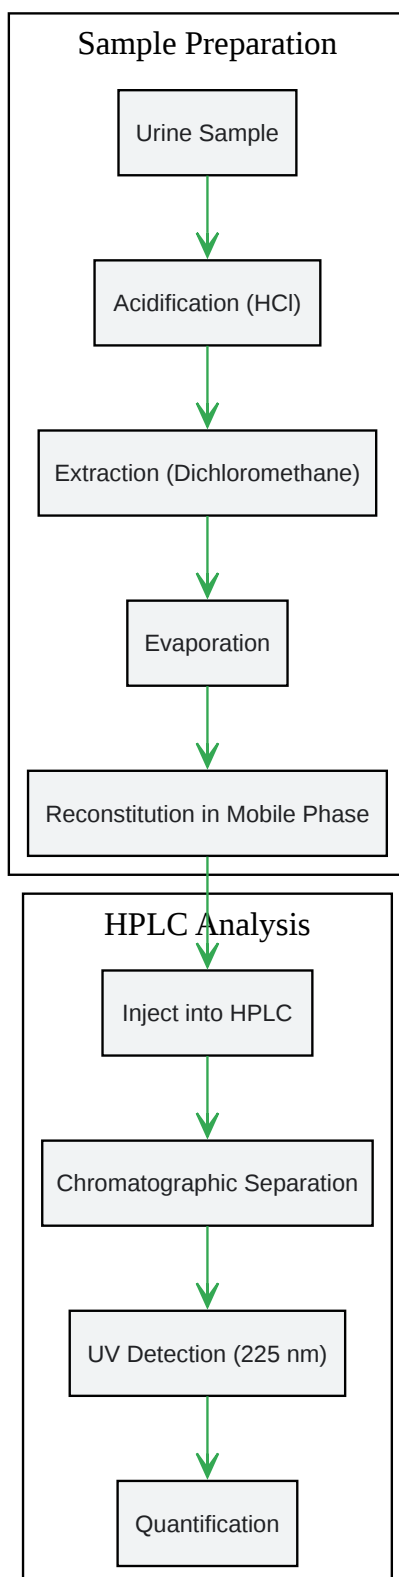 Sample Preparation
Urine Sample
Acidification (HCl)
Extraction (Dichloromethane)
Evaporation
Reconstitution in Mobile Phase
HPLC Analysis
Inject into HPLC
Chromatographic Separation
UV Detection (225 nm)
Quantification